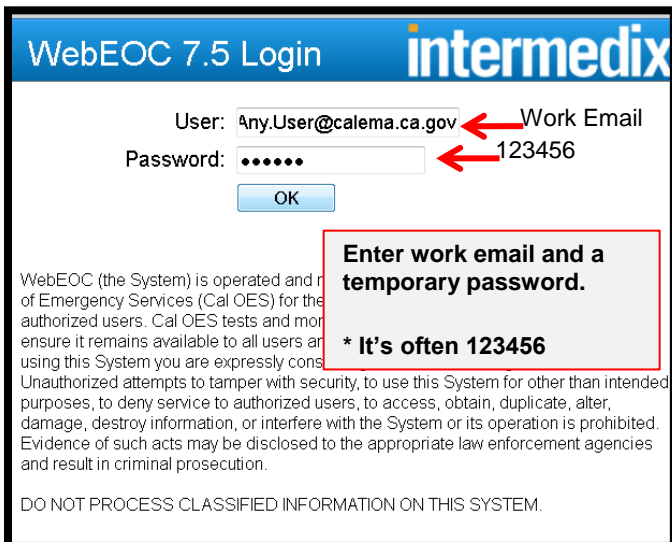 WebEOC 7.5 Login
intermedix
User: Any.User@calema.ca.gov
Work Email
Password: ••••••
123456
OK
Enter work email and a
temporary password.
* It's often 123456
WebEOC (the System) is operated and
of Emergency Services (Cal OES) for the
authorized users. Cal OES tests and
ensure it remains available to all users
using this System you are expressly
Unauthorized attempts to tamper with security, to use this System for other than intended
purposes, to deny service to authorized users, to access, obtain, duplicate, alter,
damage, destroy information, or interfere with the System or its operation is prohibited.
Evidence of such acts may be disclosed to the appropriate law enforcement agencies
and result in criminal prosecution.
DO NOT PROCESS CLASSIFIED INFORMATION ON THIS SYSTEM.